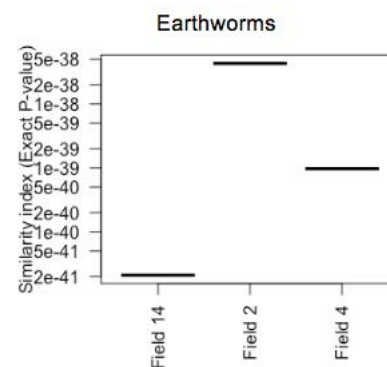 Earthworms
Similarity index (Exact P-value)
5e-38
2e-38
1e-38
5e-39
2e-39
1e-39
5e-40
2e-40
1e-40
5e-41
2e-41
Field 14
Field 2
Field 4